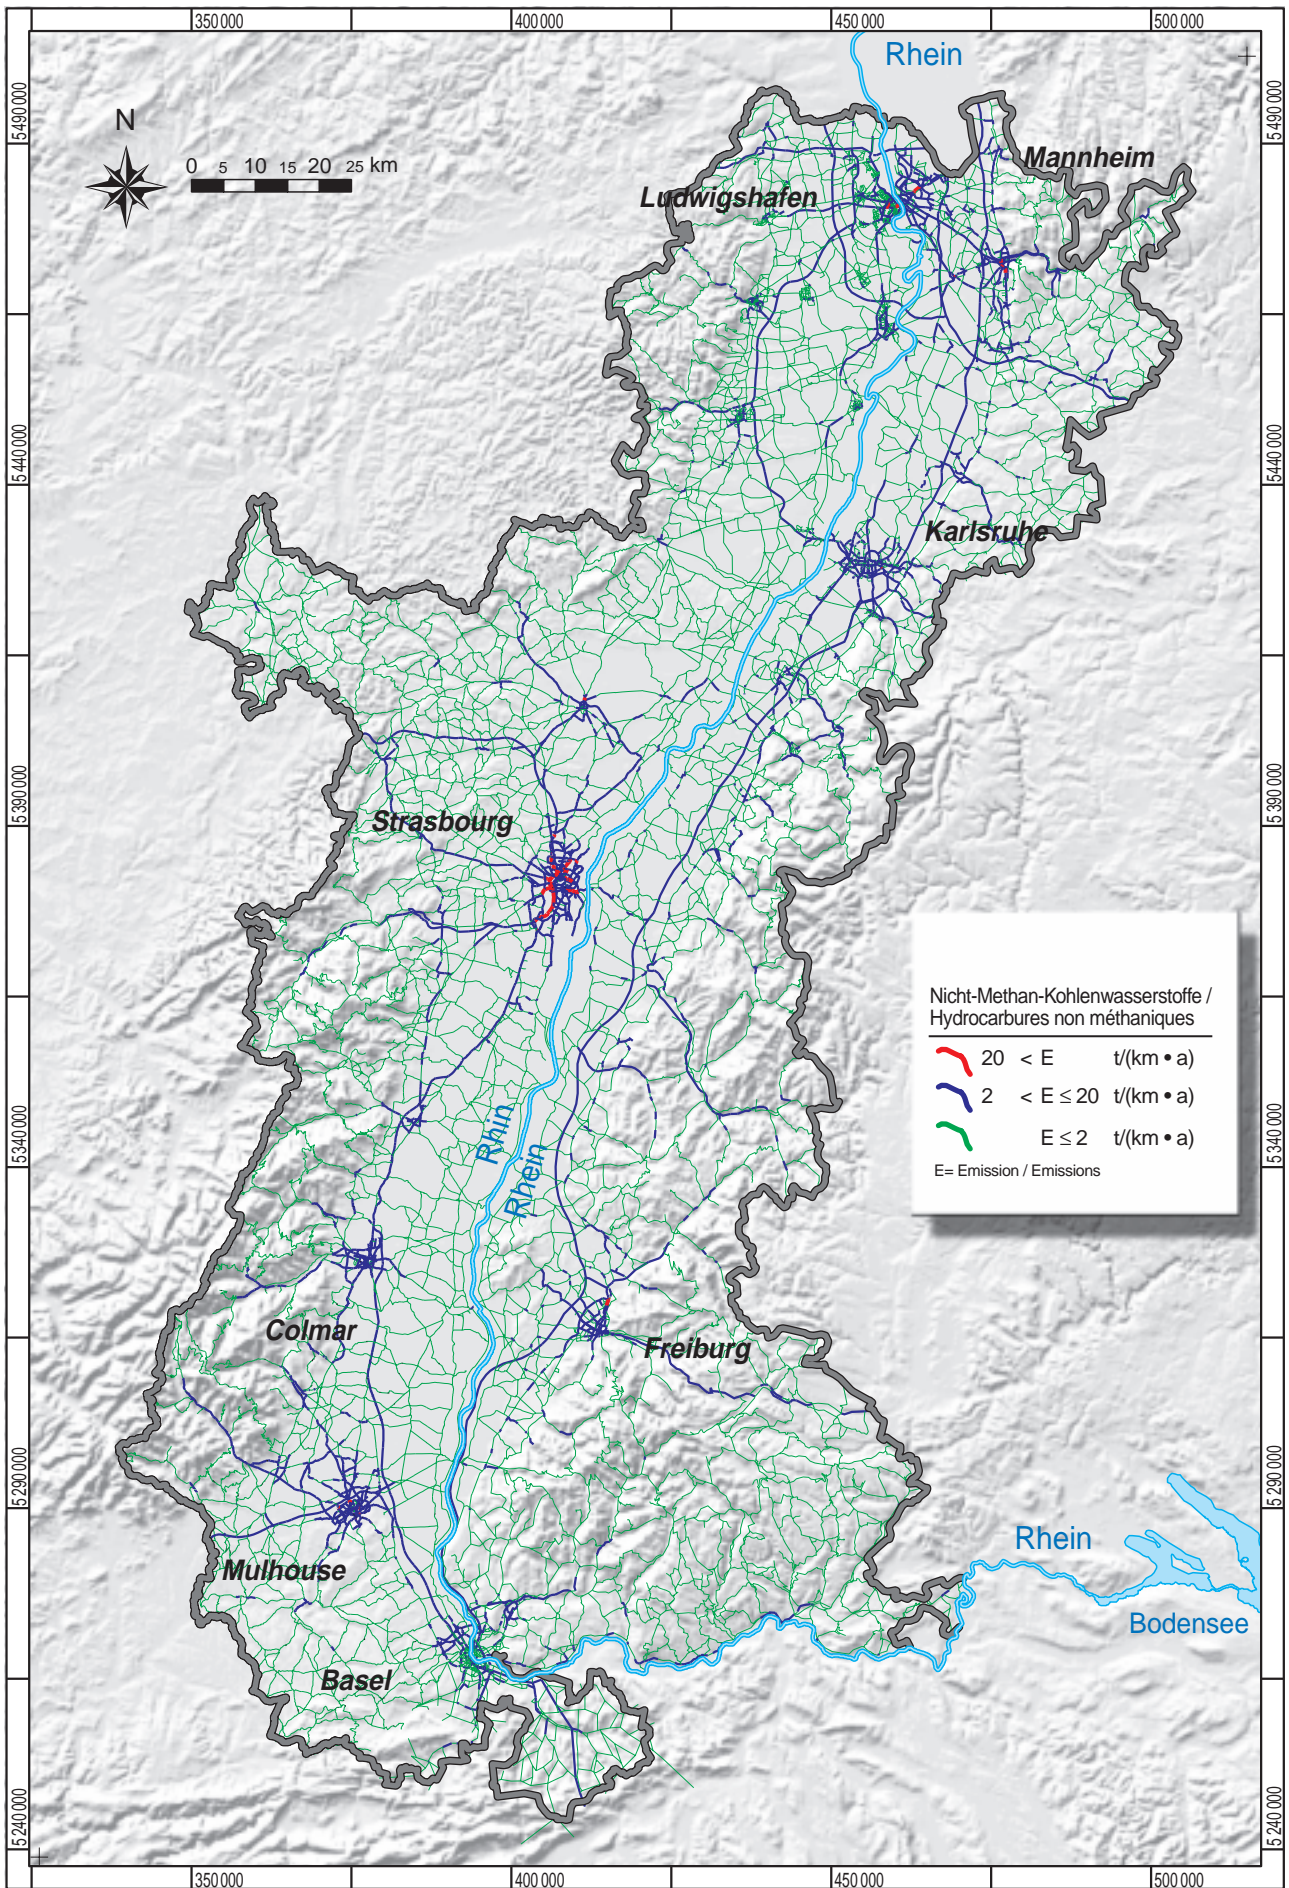 350 000 400 000 450 000 500 000
Rhein
5 490 000
5 490 000
N
0 5 10 15 20 25 km
Mannheim
Ludwigshafen
5 440 000
5 440 000
Karlsruhe
5 390 000
5 390 000
Strasbourg
Nicht-Methan-Kohlenwasserstoffe /
Hydrocarbures non méthaniques
20 < E t/(km • a)
2 < E ≤ 20 t/(km • a)
E ≤ 2 t/(km • a)
E= Emission / Emissions
5 340 000
5 340 000
Rhin
Rhein
Colmar
Freiburg
5 290 000
5 290 000
Rhein
Mulhouse
Bodensee
Basel
5 240 000
5 240 000
350 000 400 000 450 000 500 000